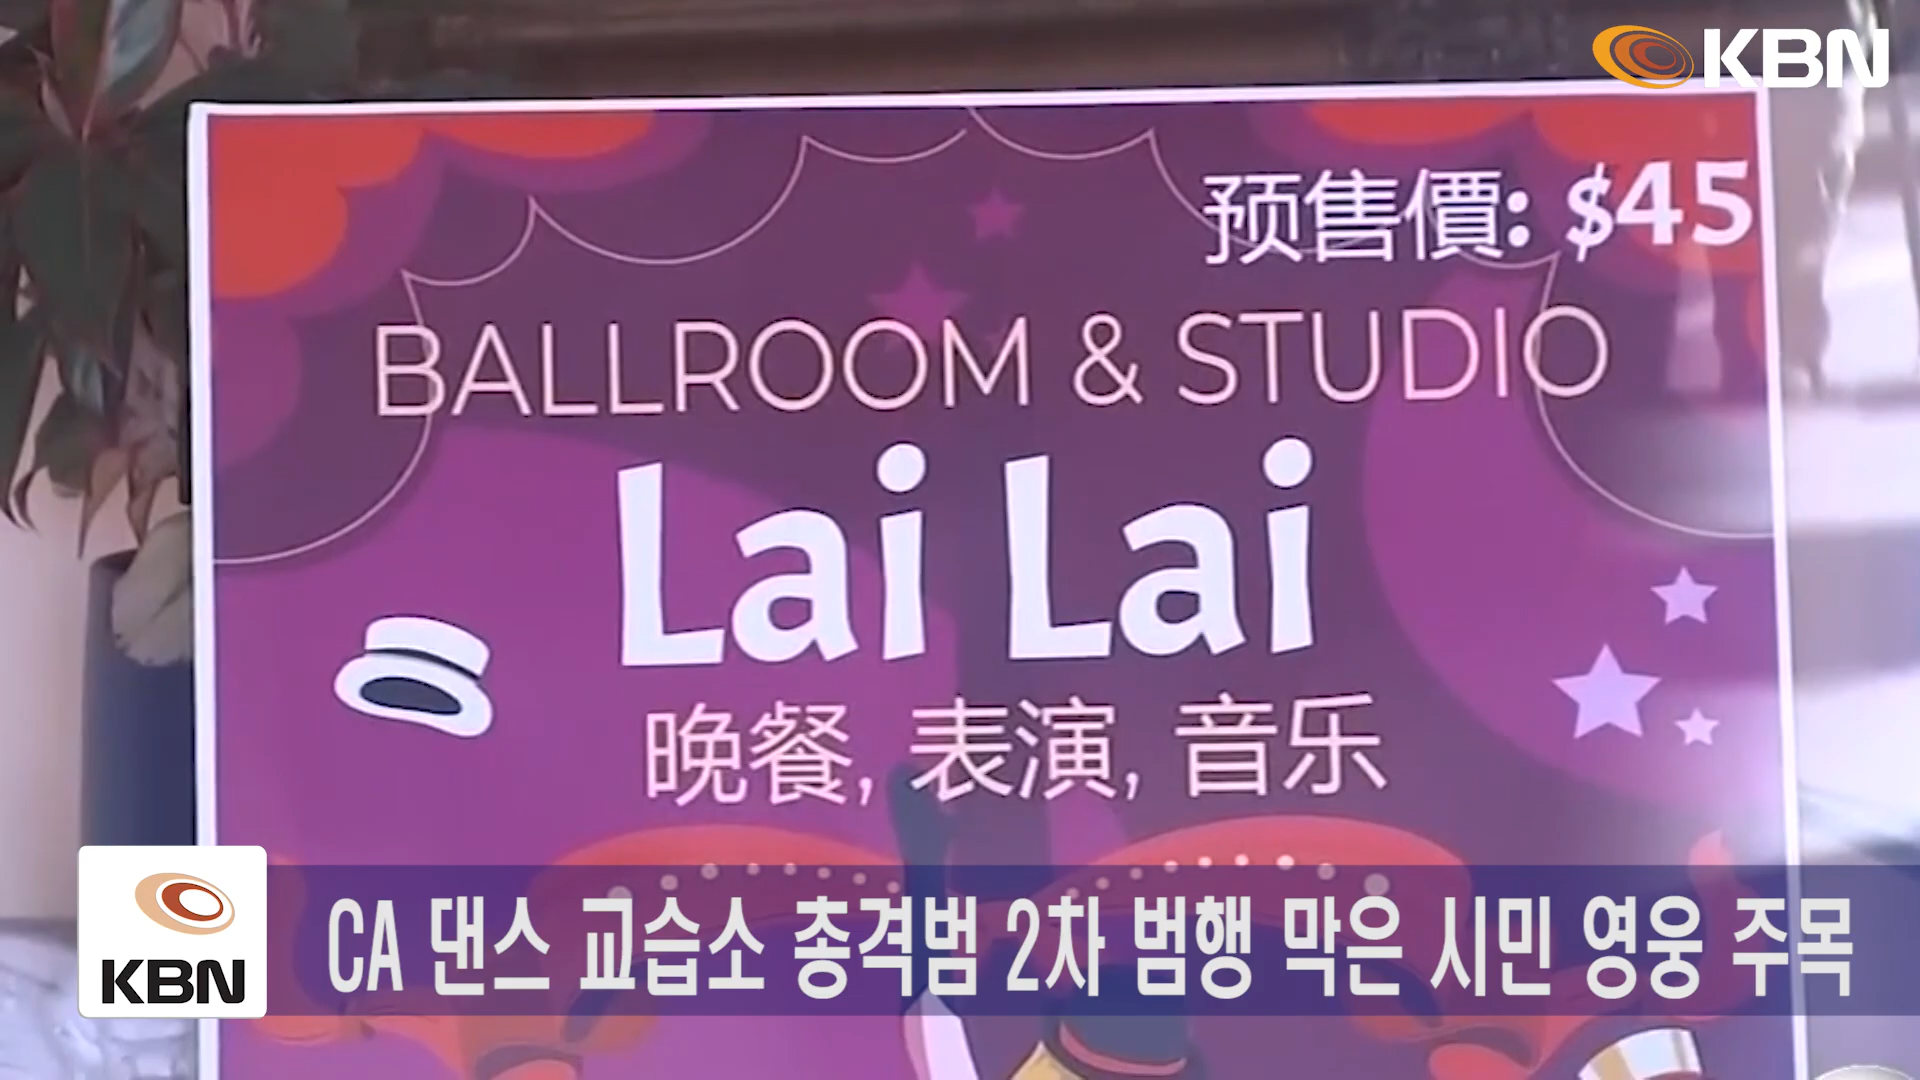 KBN
预售價: $45
BALLROOM & STUDIO
Lai Lai
晚餐, 表演, 音乐
KBN
CA 댄스 교습소 총격범 2차 범행 막은 시민 영웅 주목